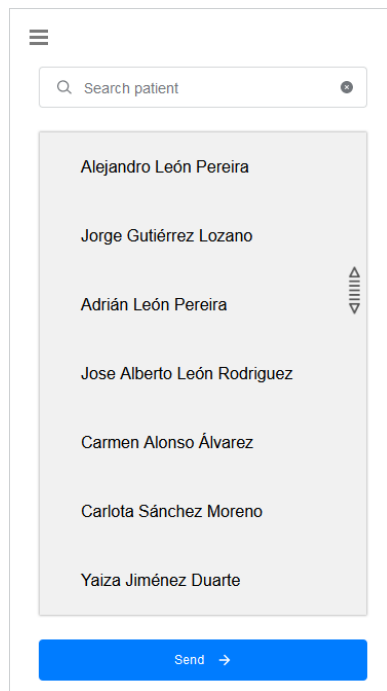 Search patient
Alejandro León Pereira
Jorge Gutiérrez Lozano
Adrián León Pereira
Jose Alberto León Rodriguez
Carmen Alonso Álvarez
Carlota Sánchez Moreno
Yaiza Jiménez Duarte
Send